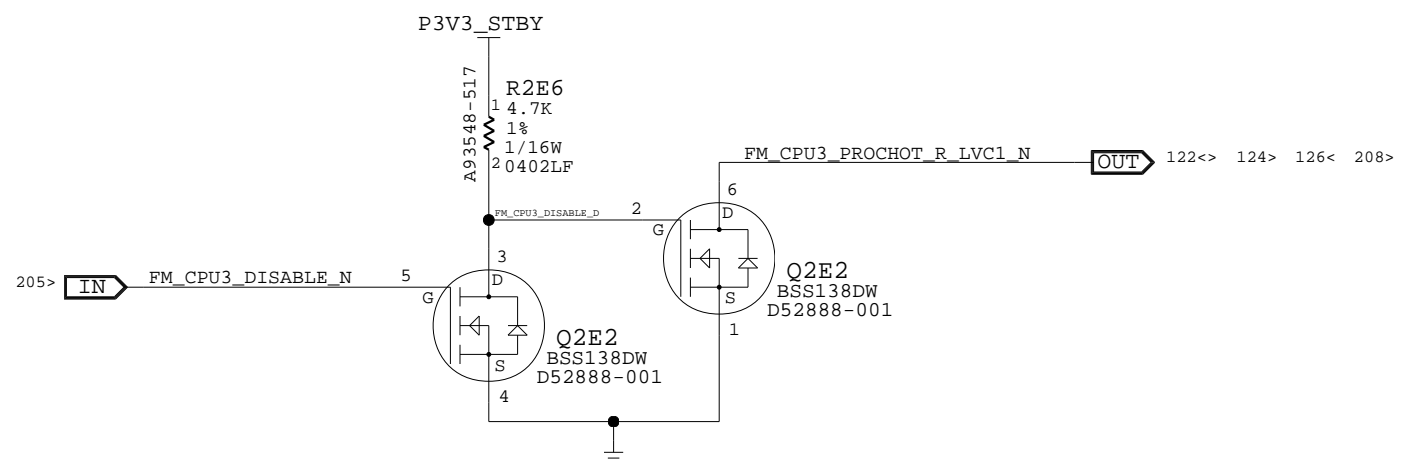 P3V3_STBY
A93548-517
R2E6
1
4.7K
1%
1/16W
2
0402LF
FM_CPU3_PROCHOT_R_LVC1_N
OUT
122<> 124> 126< 208>
6
D
FM_CPU3_DISABLE_D
2
G
S
Q2E2
BSS138DW
D52888-001
1
205>
IN
FM_CPU3_DISABLE_N
5
G
3
D
S
Q2E2
BSS138DW
D52888-001
4